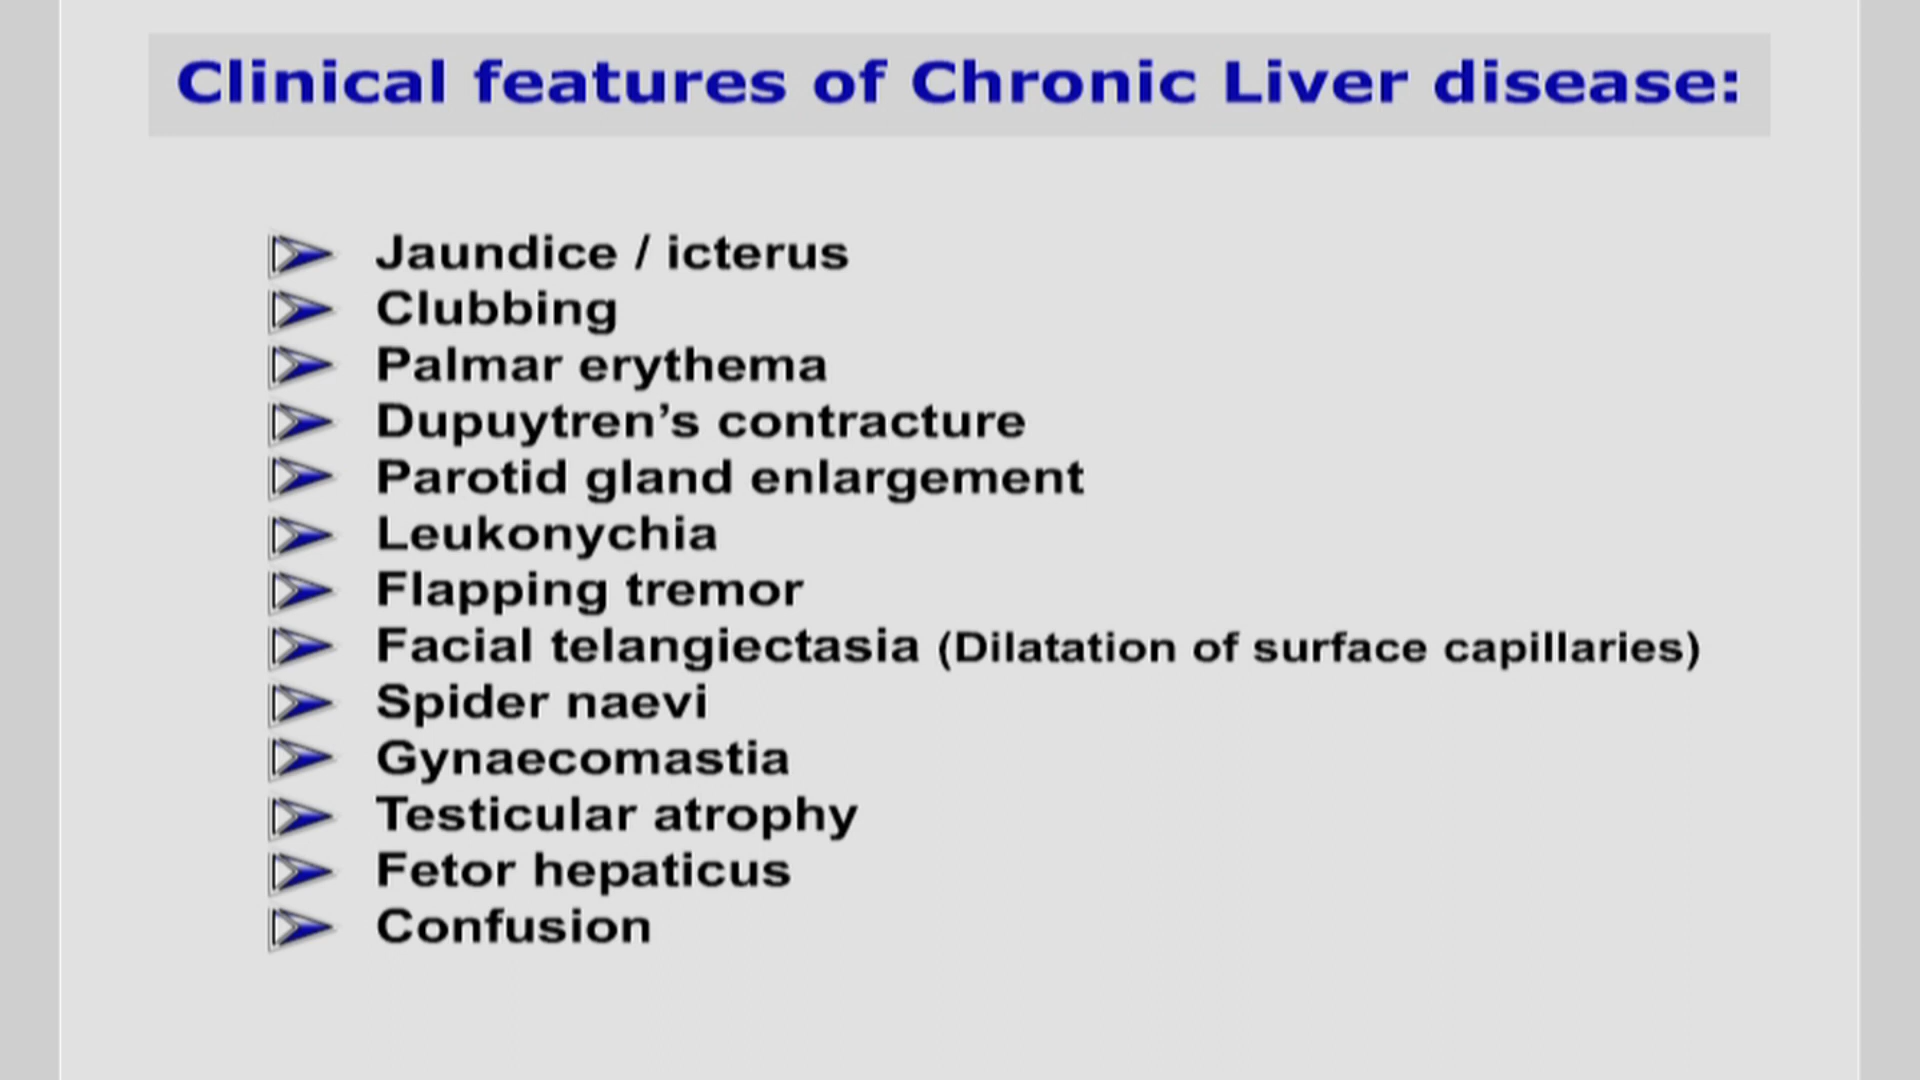 Clinical features of Chronic Liver disease:
Jaundice / icterus
Clubbing
Palmar erythema
Dupuytren’s contracture
Parotid gland enlargement
Leukonychia
Flapping tremor
Facial telangiectasia (Dilatation of surface capillaries)
Spider naevi
Gynaecomastia
Testicular atrophy
Fetor hepaticus
Confusion